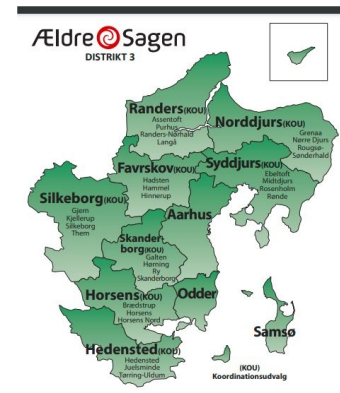 Ældre Sagen
DISTRIKT 3
Randers(KOU)
Assentoft
Purhus
Randers-Nørhald
Langå
Norddjurs(KOU)
Grenaa
Nørre Djurs
Rougsø-
Sønderhald
Favrskov(KOU)
Hadsten
Hammel
Hinnerup
Syddjurs(KOU)
Ebeltoft
Midtdjurs
Rosenholm
Rønde
Silkeborg(KOU)
Gjern
Kjellerup
Silkeborg
Them
Aarhus
Skander-
borg(KOU)
Galten
Hørning
Ry
Skanderborg
Horsens(KOU)
Brædstrup
Horsens
Horsens Nord
Odder
Samsø
Hedensted(KOU)
Hedensted
Juelsminde
Tørring-Uldum
(KOU)
Koordinationsudvalg